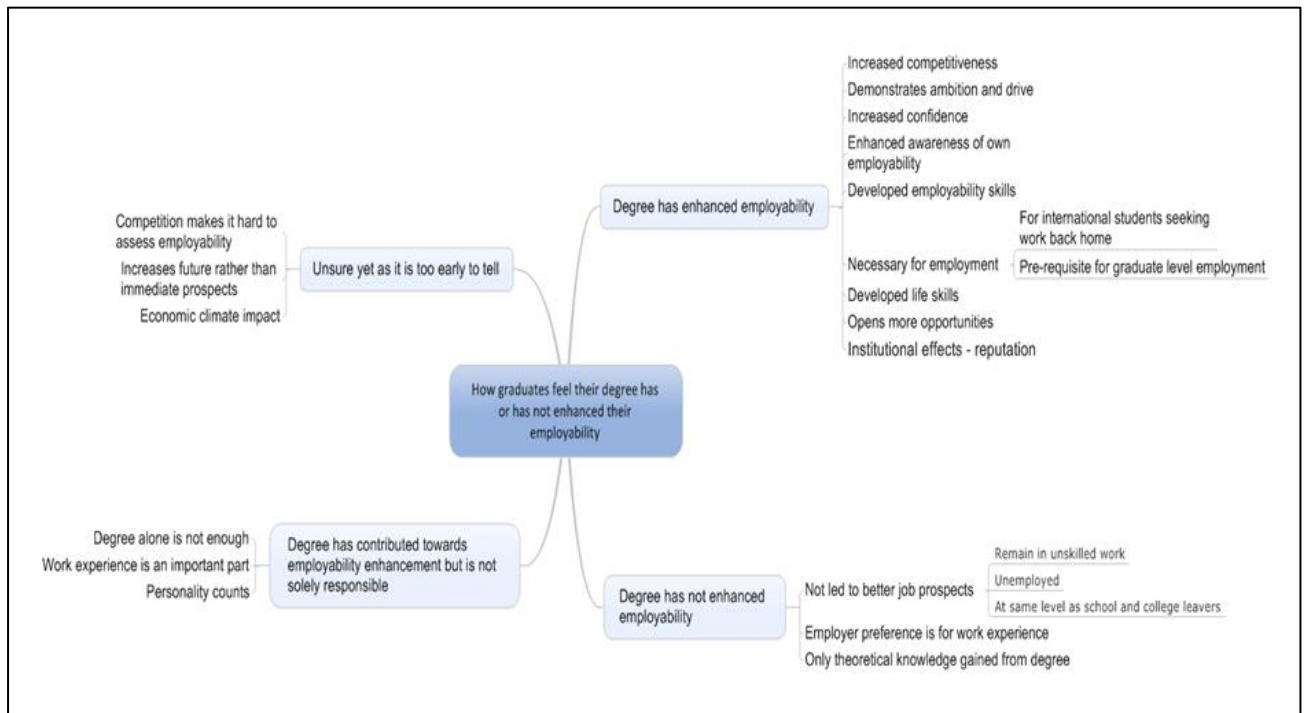 Increased competitiveness
Demonstrates ambition and drive
Increased confidence
Enhanced awareness of own
employability
Developed employability skills
Degree has enhanced employability
For international students seeking
work back home
Necessary for employment
Pre-requisite for graduate level employment
Developed life skills
Opens more opportunities
Institutional effects - reputation
Competition makes it hard to
assess employability
Increases future rather than
immediate prospects
Economic climate impact
Unsure yet as it is too early to tell
How graduates feel their degree has
or has not enhanced their
employability
Degree alone is not enough
Work experience is an important part
Personality counts
Degree has contributed towards
employability enhancement but is not
solely responsible
Degree has not enhanced
employability
Not led to better job prospects
Remain in unskilled work
Unemployed
At same level as school and college leavers
Employer preference is for work experience
Only theoretical knowledge gained from degree